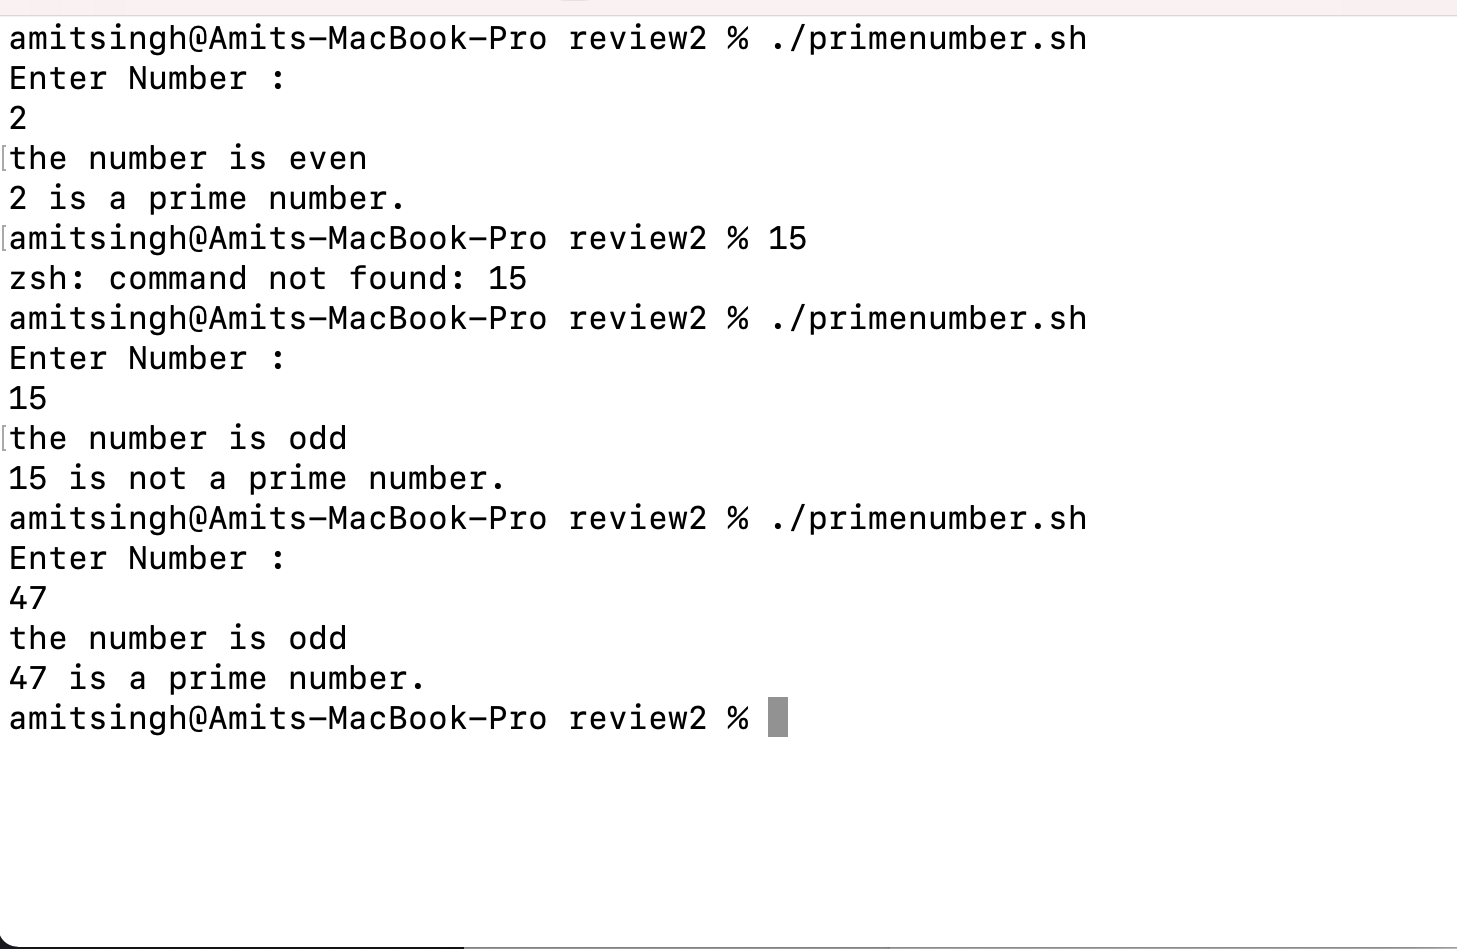 amitsingh@Amits-MacBook-Pro review2 % ./primenumber.sh
Enter Number :
2
[the number is even
2 is a prime number.
[amitsingh@Amits-MacBook-Pro review2 % 15
zsh: command not found: 15
amitsingh@Amits-MacBook-Pro review2 % ./primenumber.sh
Enter Number :
15
[the number is odd
15 is not a prime number.
amitsingh@Amits-MacBook-Pro review2 % ./primenumber.sh
Enter Number :
47
the number is odd
47 is a prime number.
amitsingh@Amits-MacBook-Pro review2 %